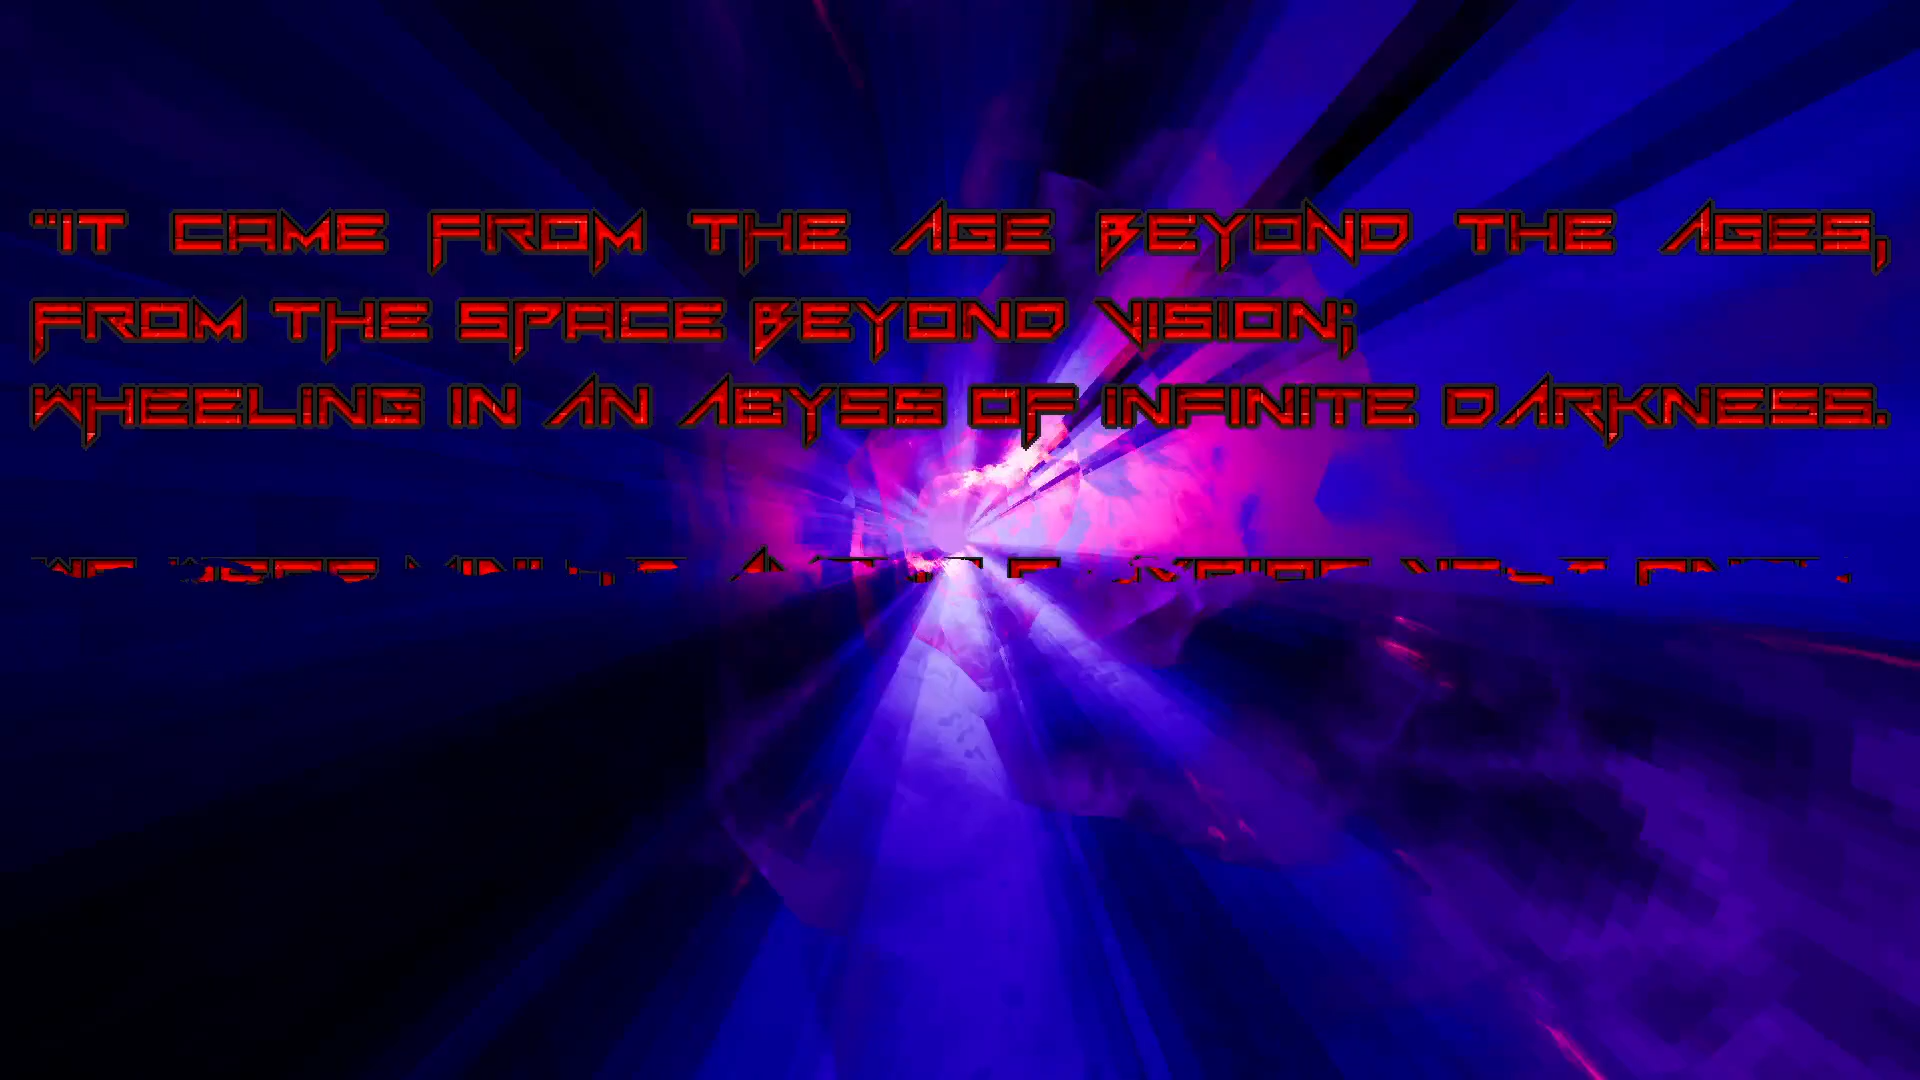 "IT CAME FROM THE AGE BEYOND THE AGES,
FROM THE SPACE BEYOND VISION;
WHEELING IN AN ABYSS OF INFINITE DARKNESS.